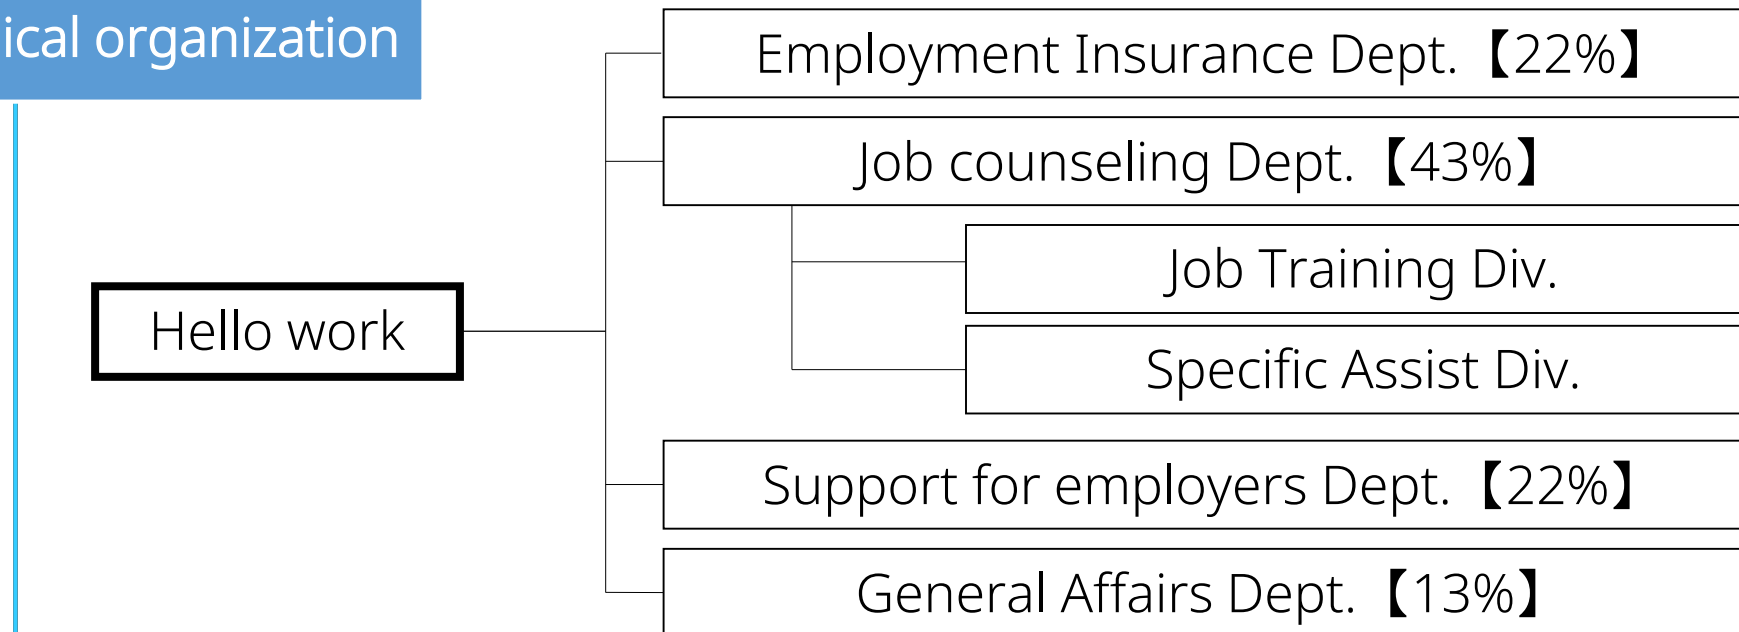 ical organization
Employment Insurance Dept.【22%】
Job counseling Dept.【43%】
Job Training Div.
Specific Assist Div.
Hello work
Support for employers Dept.【22%】
General Affairs Dept.【13%】